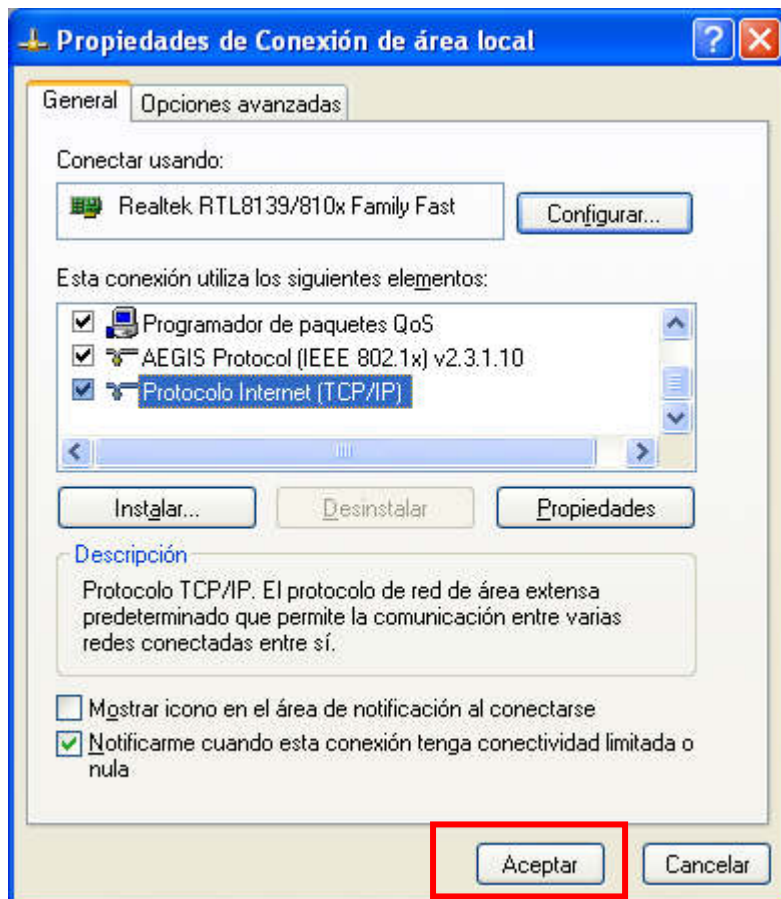 Propiedades de Conexión de área local
General
Opciones avanzadas
Conectar usando:
Realtek RTL8139/810x Family Fast
Configurar...
Esta conexión utiliza los siguientes elementos:
Programador de paquetes QoS
AEGIS Protocol (IEEE 802.1x) v2.3.1.10
Protocolo Internet (TCP/IP)
Instalar...
Desinstalar
Propiedades
Descripción
Protocolo TCP/IP. El protocolo de red de área extensa
predeterminado que permite la comunicación entre varias
redes conectadas entre sí.
Mostrar icono en el área de notificación al conectarse
Notificarme cuando esta conexión tenga conectividad limitada o
nula
Aceptar
Cancelar